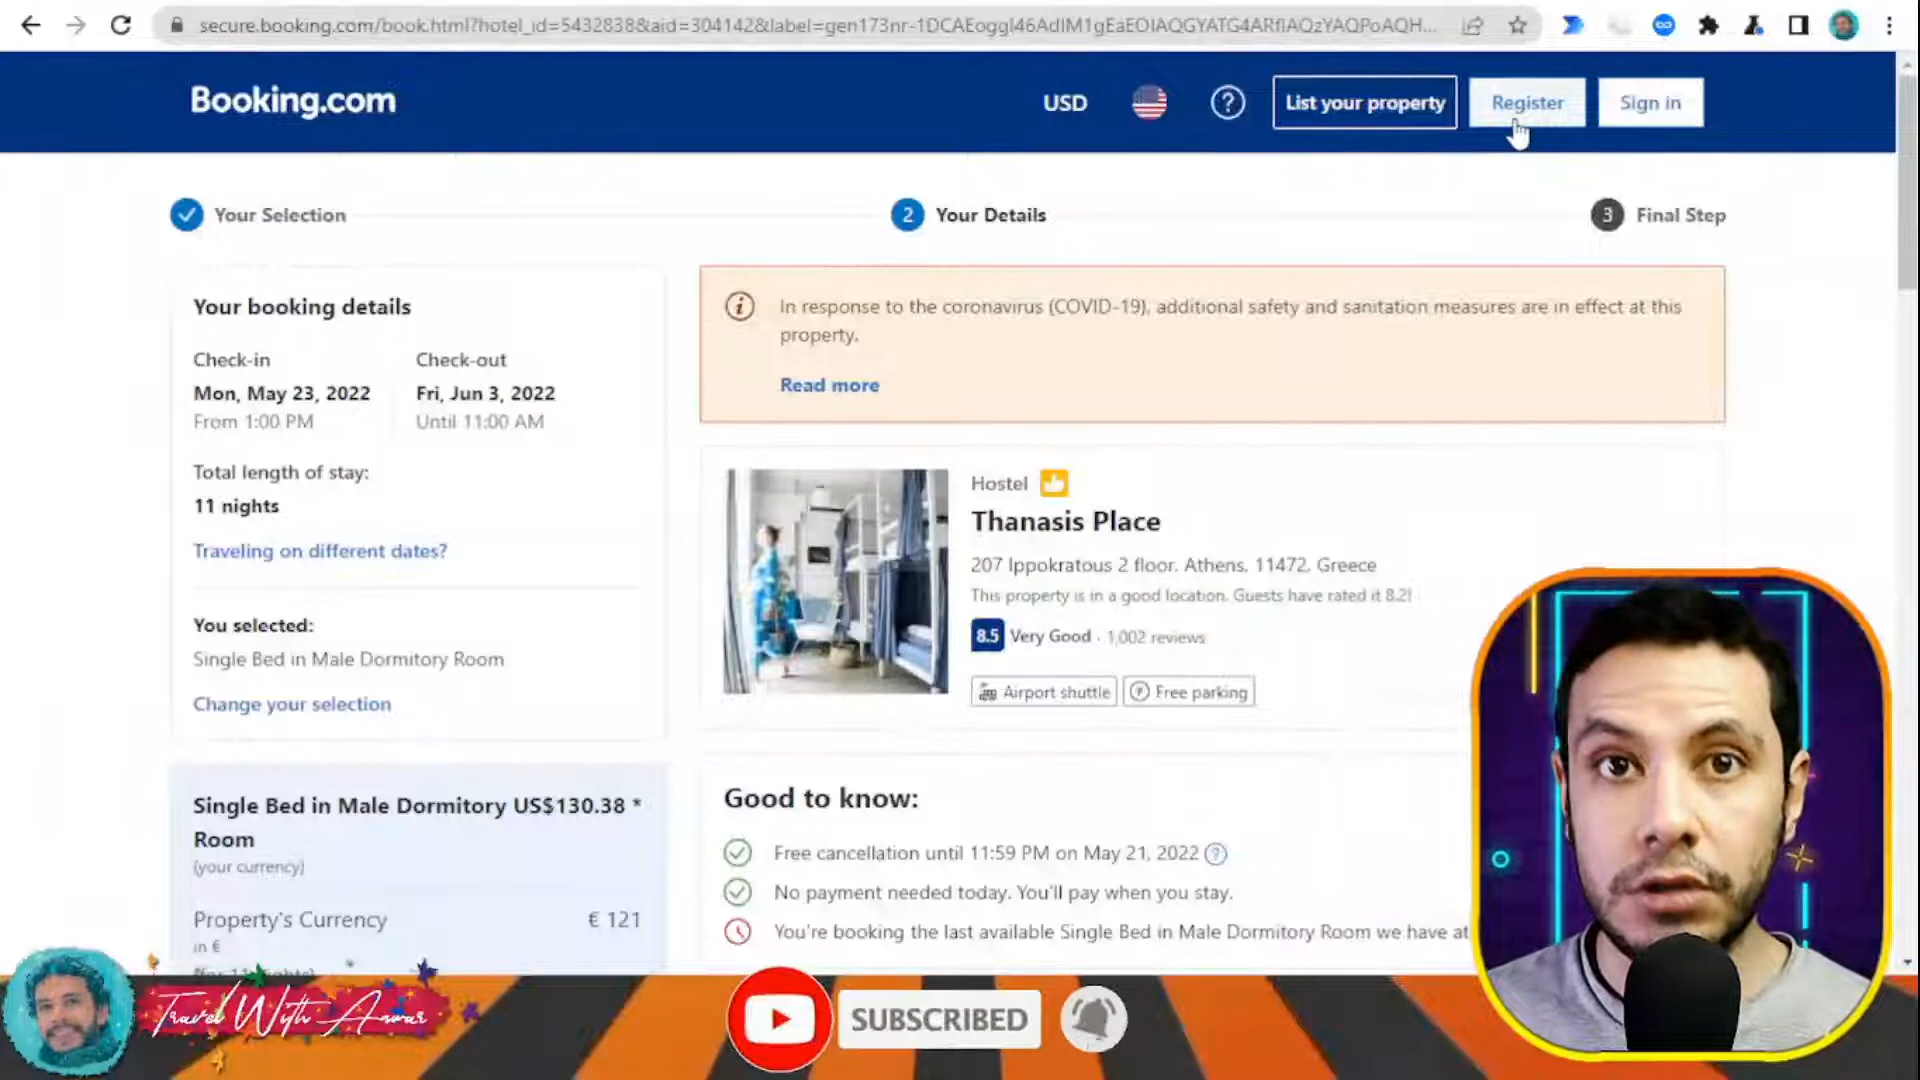 secure.booking.com/book.html?hotel_id=5432838&aid=304142&label=
Booking.com
USD
List your property
Register
Sign in
Your Selection
2 Your Details
3 Final Step
Your booking details
Check-in
Check-out
Mon, May 23, 2022
Fri, Jun 3, 2022
From 1:00 PM
Until 11:00 AM
Total length of stay:
11 nights
Traveling on different dates?
You selected:
Single Bed in Male Dormitory Room
Change your selection
Single Bed in Male Dormitory US$130.38 *
Room
(your currency)
Property's Currency
€ 121
in €
In response to the coronavirus (COVID-19), additional safety and sanitation measures are in effect at this
property.
Read more
Hostel
Thanasis Place
207 Ippokratous 2 floor, Athens, 11472, Greece
This property is in a good location. Guests have rated it 8.2!
8.5 Very Good · 1,002 reviews
Airport shuttle
Free parking
Good to know:
Free cancellation until 11:59 PM on May 21, 2022
No payment needed today. You'll pay when you stay.
You're booking the last available Single Bed in Male Dormitory Room we have at
Travel With Anwar
SUBSCRIBED